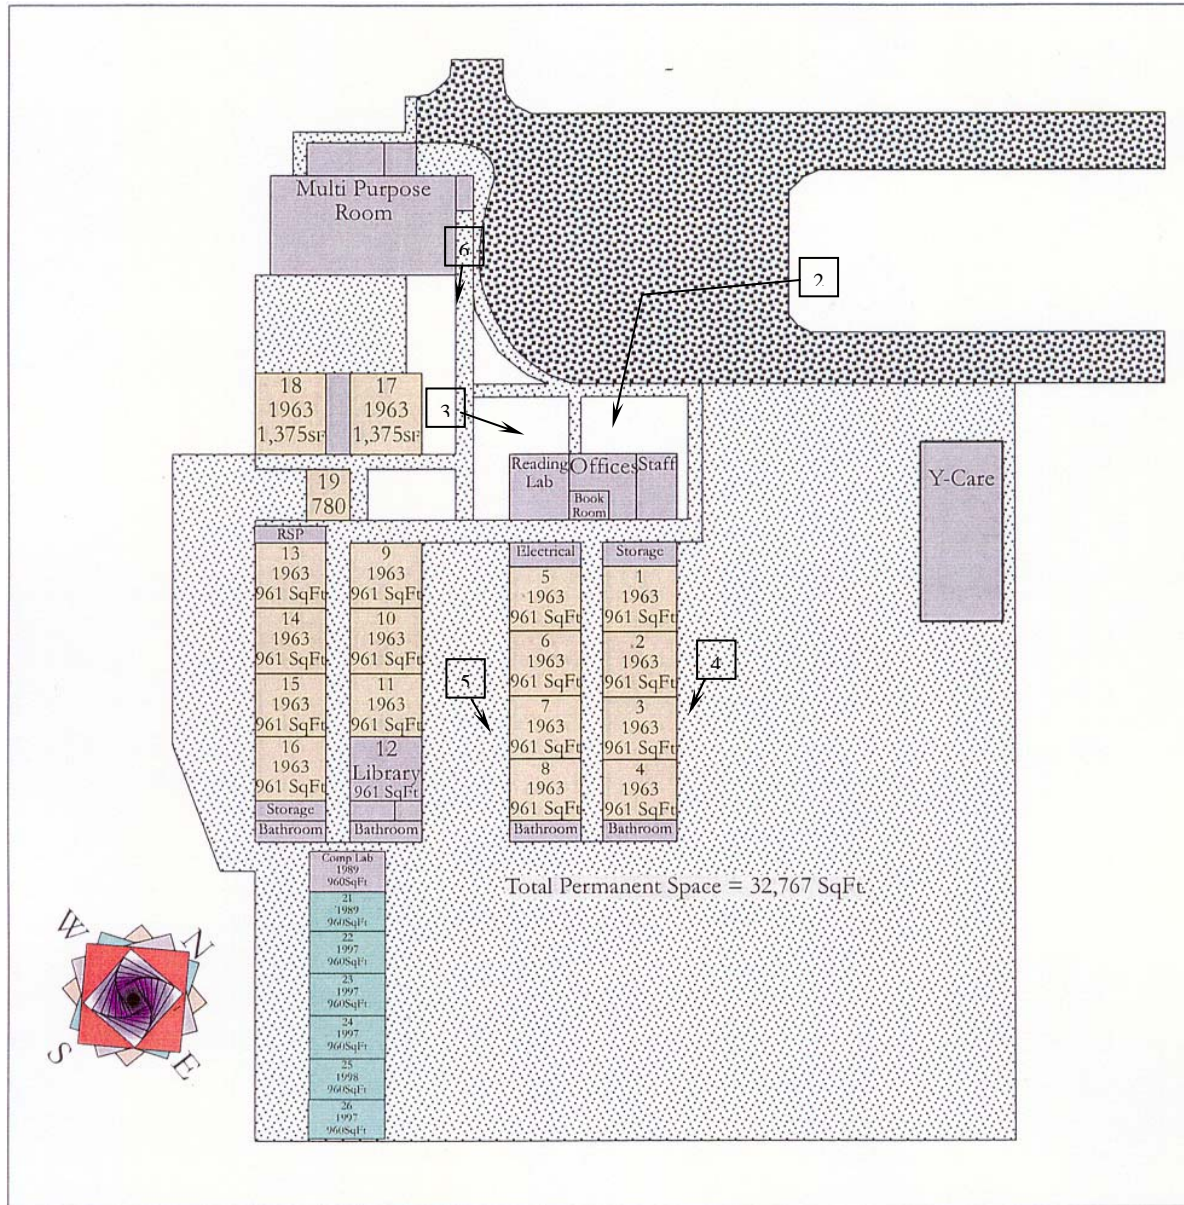 Multi Purpose
Room
6
2
18
1963
1,375SF
17
1963
1,375SF
3
Reading
Lab
Offices
Staff
Book
Room
Y-Care
19
780
RSP
13
1963
961 SqFt
14
1963
961 SqFt
15
1963
961 SqFt
16
1963
961 SqFt
Storage
Bathroom
9
1963
961 SqFt
10
1963
961 SqFt
11
1963
961 SqFt
12
Library
961 SqFt
Bathroom
5
Electrical
5
1963
961 SqFt
6
1963
961 SqFt
7
1963
961 SqFt
8
1963
961 SqFt
Bathroom
Storage
1
1963
961 SqFt
2
1963
961 SqFt
3
1963
961 SqFt
4
1963
961 SqFt
Bathroom
4
Comp Lab
1989
960SqFt
21
1989
960SqFt
22
1997
960SqFt
23
1997
960SqFt
24
1997
960SqFt
25
1998
960SqFt
26
1997
960SqFt
Total Permanent Space = 32,767 SqFt.
W
N
S
E